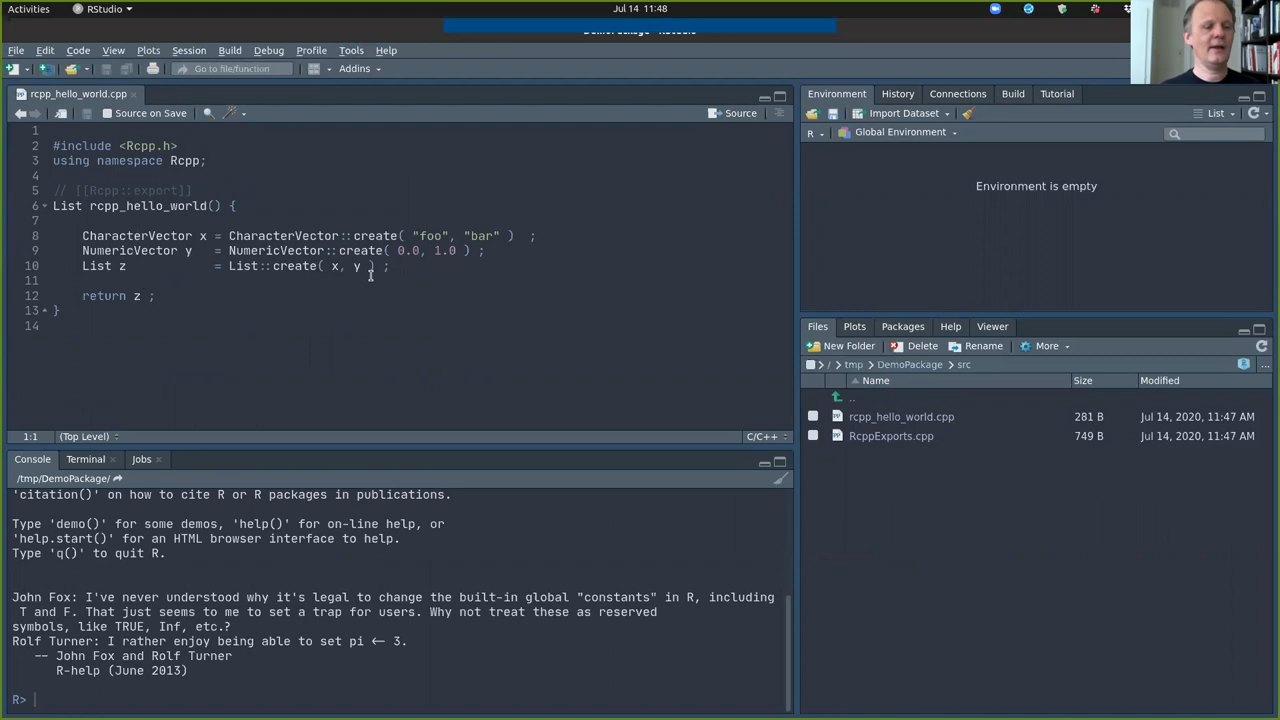 Activities RStudio Jul 14 11:48
DemoPackage - RStudio
File Edit Code View Plots Session Build Debug Profile Tools Help
Go to file/function Addins
rcpp_hello_world.cpp
Source on Save Source
1
2 #include <Rcpp.h>
3 using namespace Rcpp;
4
5 // [[Rcpp::export]]
6 List rcpp_hello_world() {
7
8 CharacterVector x = CharacterVector::create( "foo", "bar" ) ;
9 NumericVector y = NumericVector::create( 0.0, 1.0 ) ;
10 List z = List::create( x, y ) ;
11
12 return z ;
13 }
14
1:1 (Top Level) C/C++
Console Terminal Jobs
/tmp/DemoPackage/
'citation()' on how to cite R or R packages in publications.
Type 'demo()' for some demos, 'help()' for on-line help, or
'help.start()' for an HTML browser interface to help.
Type 'q()' to quit R.
John Fox: I've never understood why it's legal to change the built-in global "constants" in R, including
T and F. That just seems to me to set a trap for users. Why not treat these as reserved
symbols, like TRUE, Inf, etc.?
Rolf Turner: I rather enjoy being able to set pi <- 3.
-- John Fox and Rolf Turner
R-help (June 2013)
R>
Environment History Connections Build Tutorial
Import Dataset List
R Global Environment
Environment is empty
Files Plots Packages Help Viewer
New Folder Delete Rename More
/ tmp DemoPackage src ...
Name Size Modified
..
rcpp_hello_world.cpp 281 B Jul 14, 2020, 11:47 AM
RcppExports.cpp 749 B Jul 14, 2020, 11:47 AM